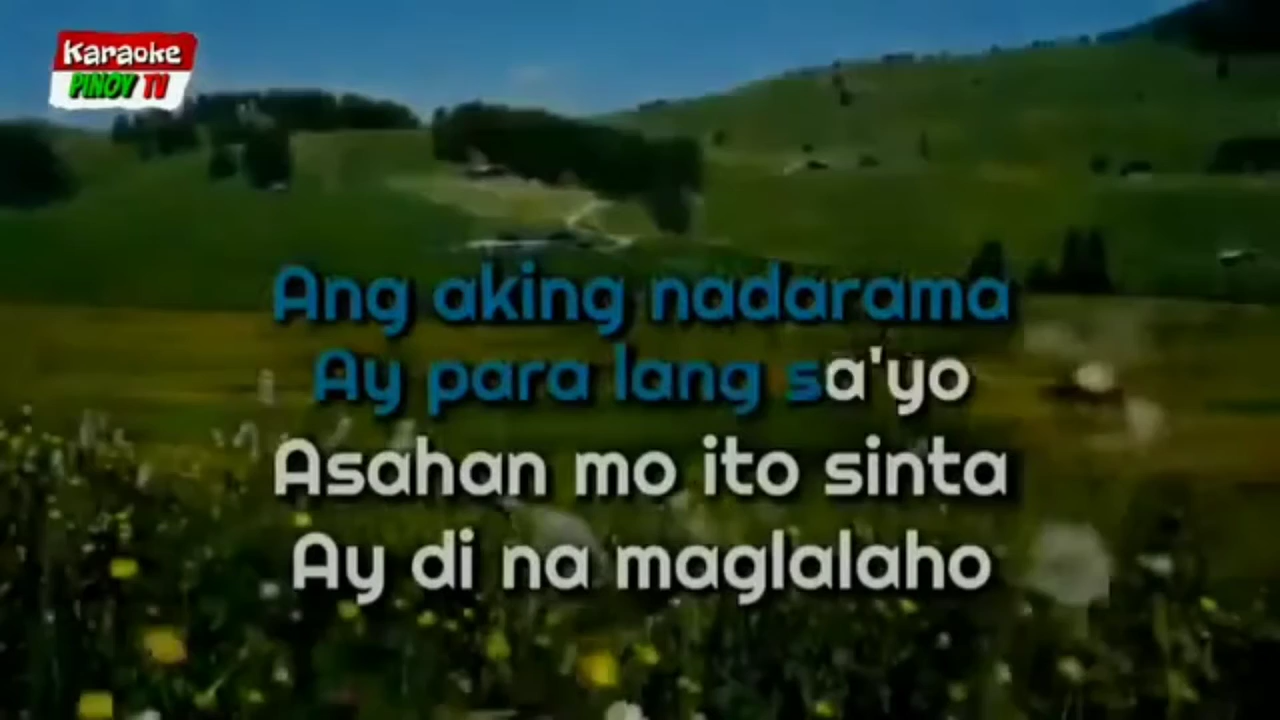 Karaoke
PINOY TV
Ang aking nadarama
Ay para lang sa'yo
Asahan mo ito sinta
Ay di na maglalaho